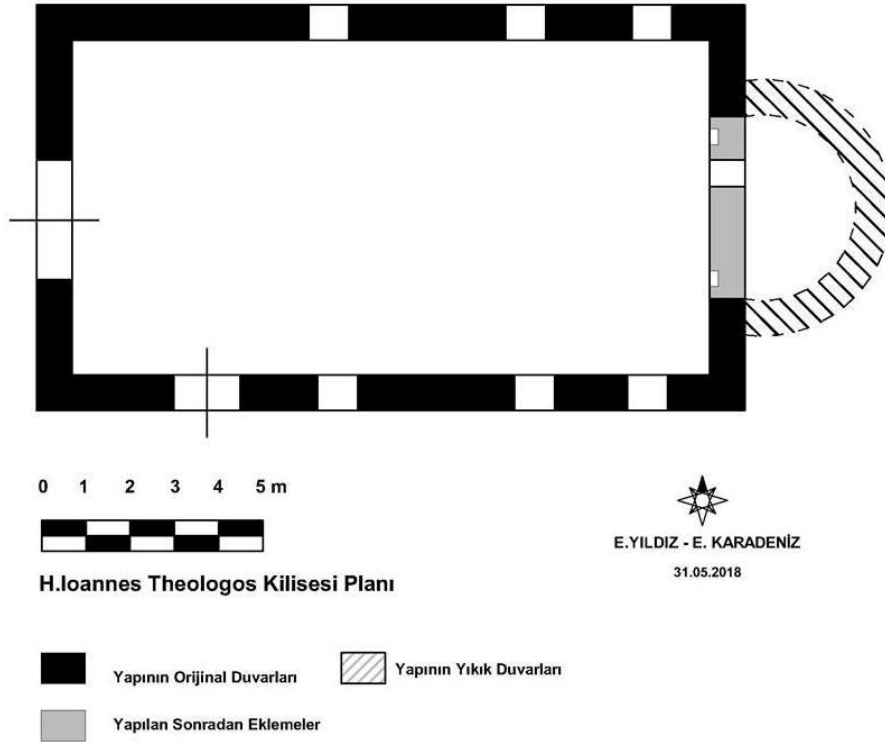 0 1 2 3 4 5 m
H.Ioannes Theologos Kilisesi Planı
E.YILDIZ - E. KARADENİZ
31.05.2018
Yapının Orijinal Duvarları
Yapının Yıkık Duvarları
Yapılan Sonradan Eklemeler